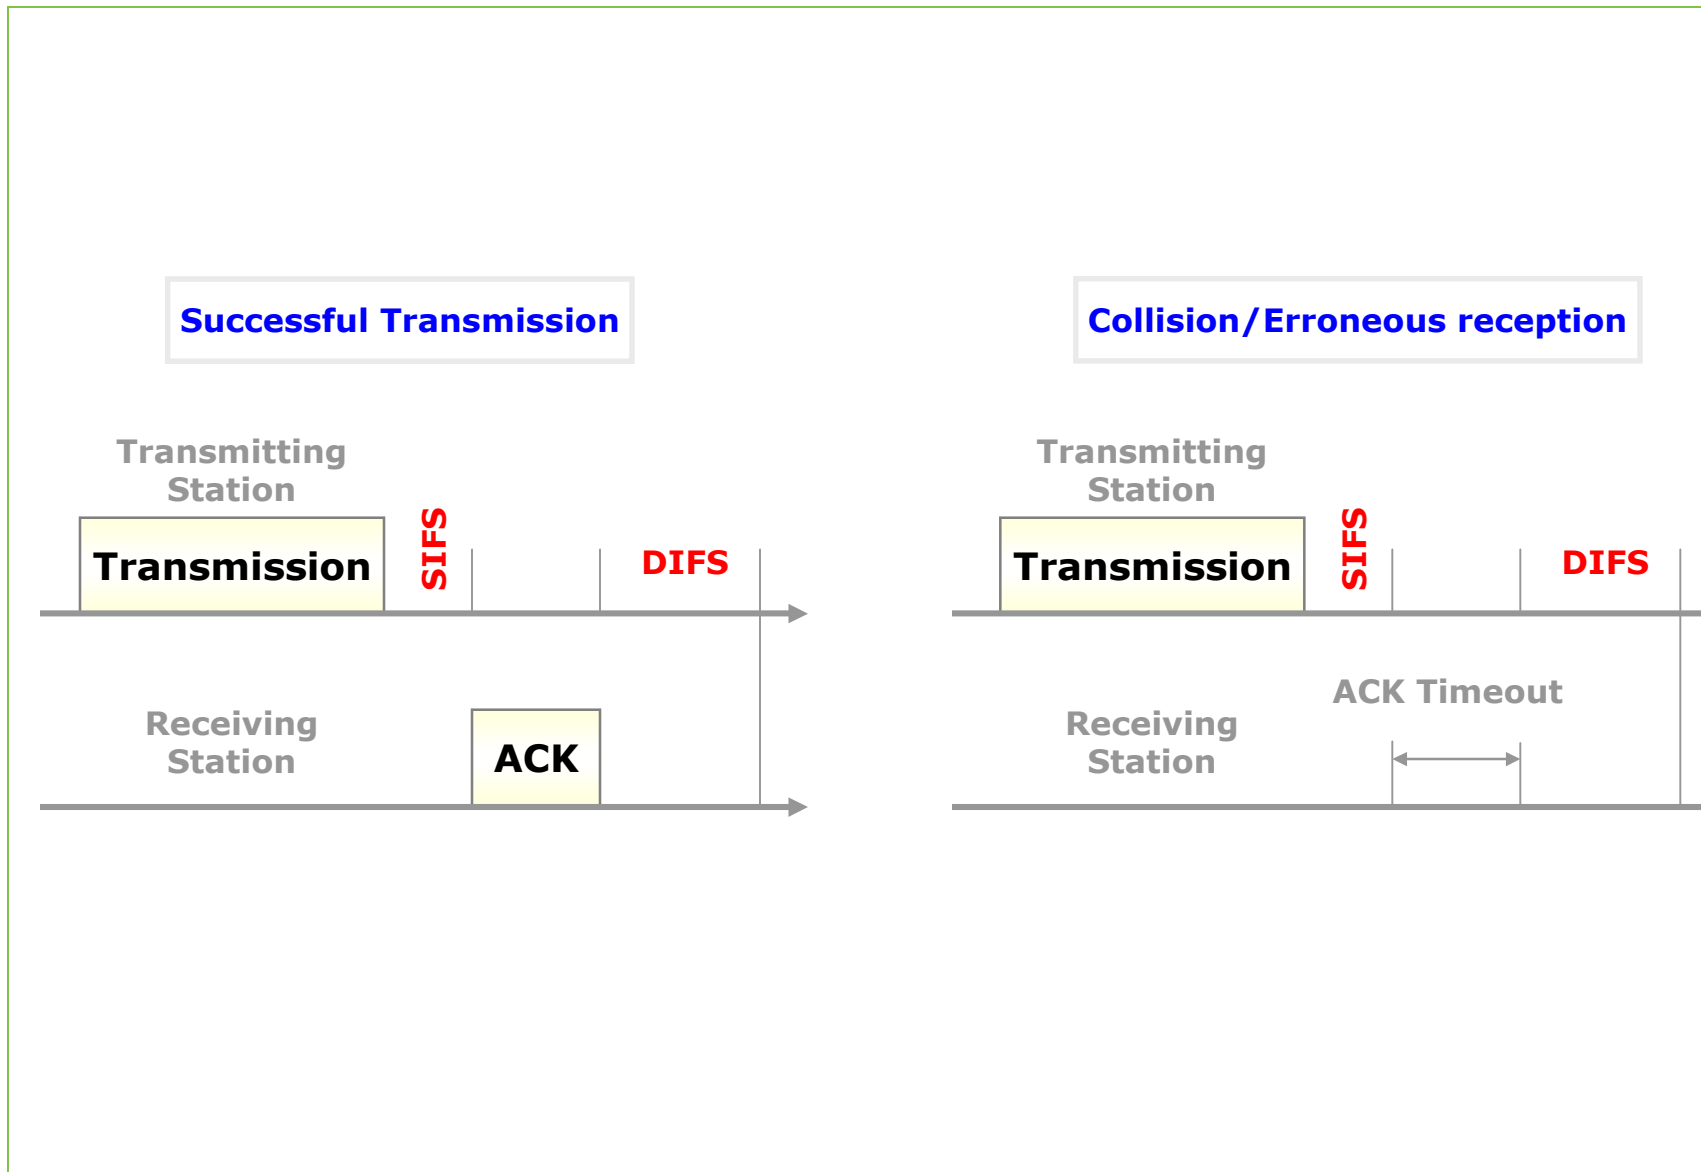 Successful Transmission
Transmitting
Station
SIFS
Transmission
DIFS
Receiving
Station
ACK
Collision/Erroneous reception
Transmitting
Station
SIFS
Transmission
DIFS
ACK Timeout
Receiving
Station